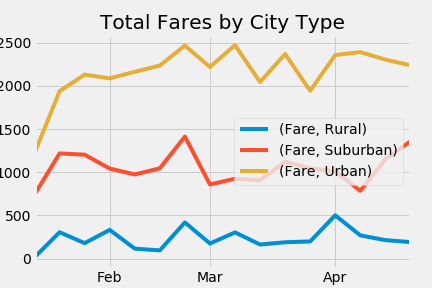 Total Fares by City Type
2500
2000
1500
1000
500
0
(Fare, Rural)
(Fare, Suburban)
(Fare, Urban)
Feb Mar Apr